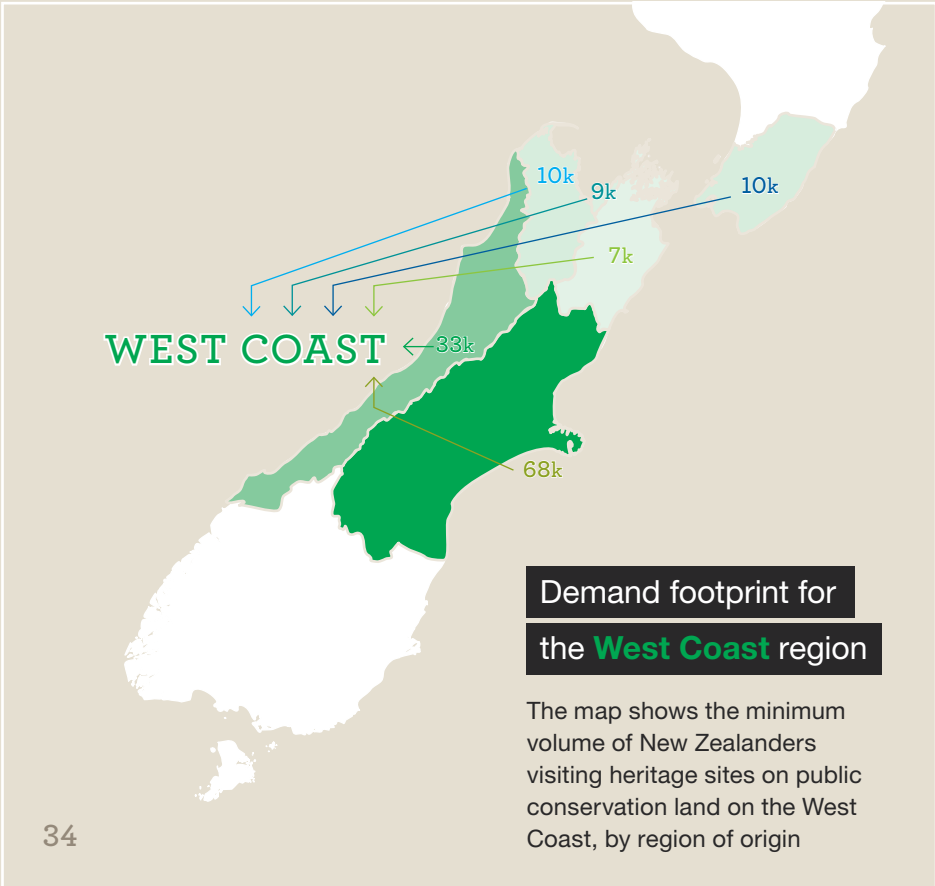 10k
9k
10k
7k
WEST COAST
33k
68k
Demand footprint for
the West Coast region
The map shows the minimum
volume of New Zealanders
visiting heritage sites on public
conservation land on the West
Coast, by region of origin
34